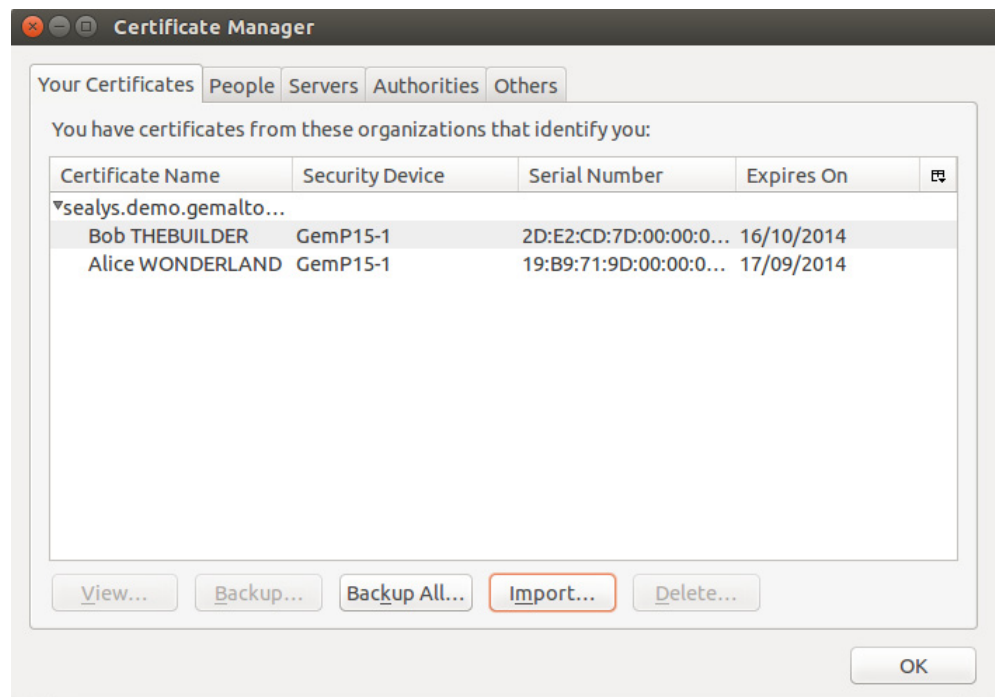 Certificate Manager
Your Certificates People Servers Authorities Others
You have certificates from these organizations that identify you:
Certificate Name Security Device Serial Number Expires On
sealys.demo.gemalto...
Bob THEBUILDER GemP15-1 2D:E2:CD:7D:00:00:0... 16/10/2014
Alice WONDERLAND GemP15-1 19:B9:71:9D:00:00:0... 17/09/2014
View... Backup... Backup All... Import... Delete...
OK